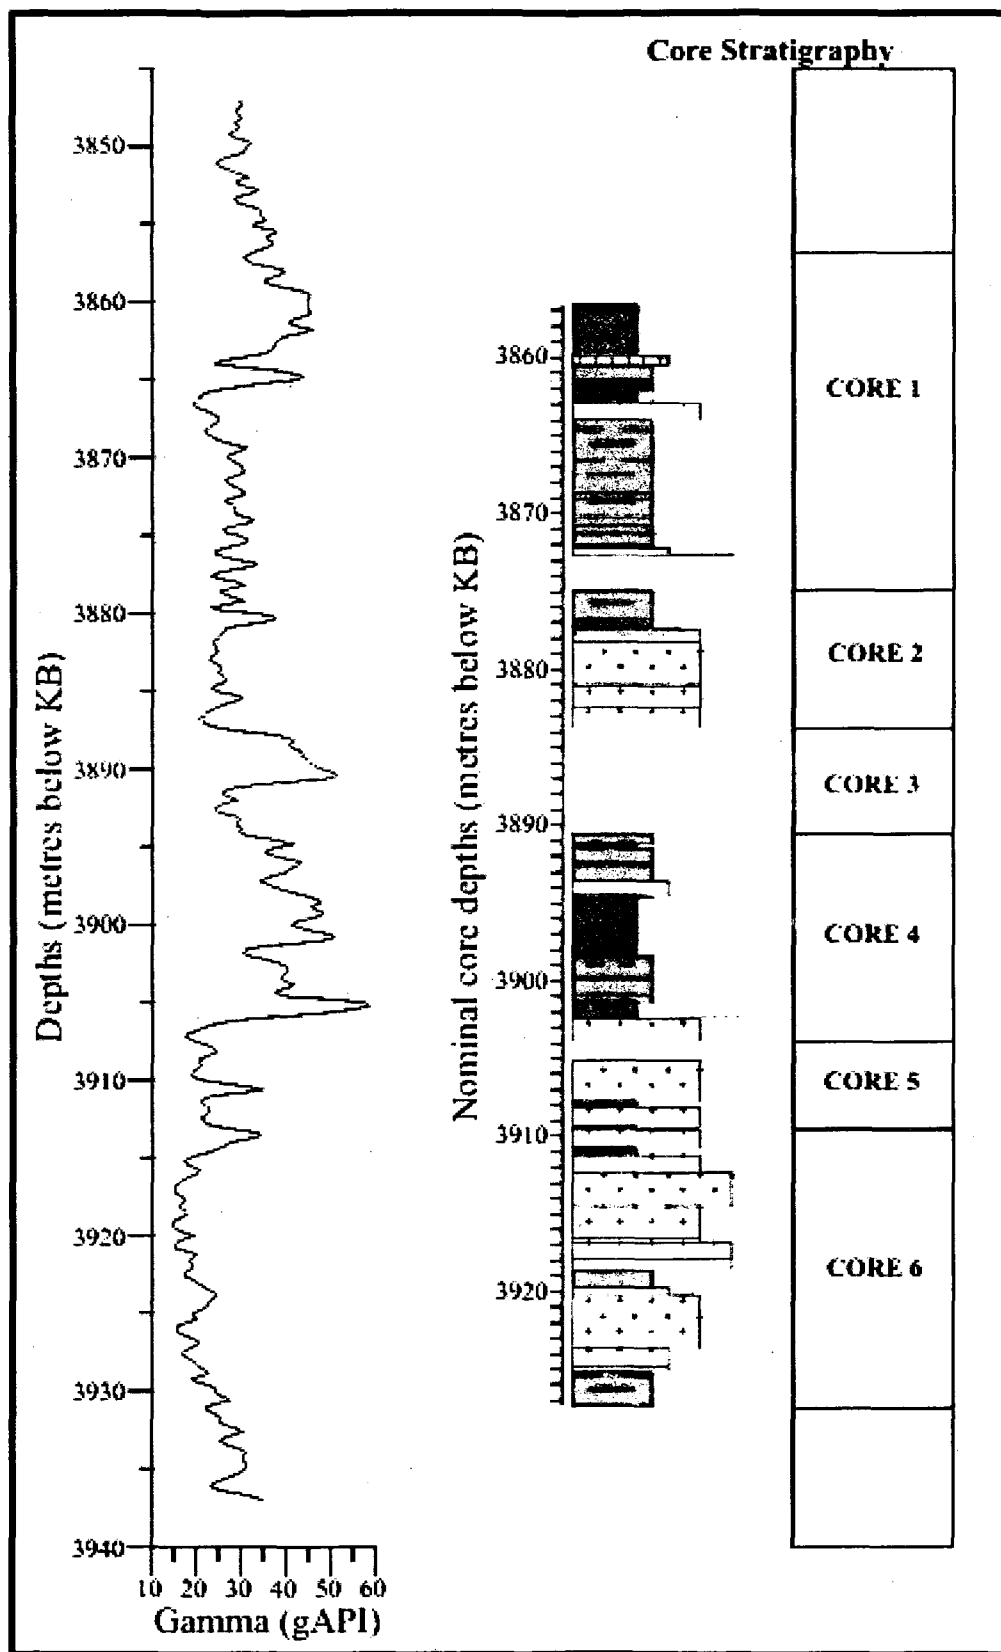 Core Stratigraphy
Depths (metres below KB)
3850
3860
3870
3880
3890
3900
3910
3920
3930
3940
10 20 30 40 50 60
Gamma (gAPI)
Nominal core depths (metres below KB)
3860
3870
3880
3890
3900
3910
3920
CORE 1
CORE 2
CORE 3
CORE 4
CORE 5
CORE 6